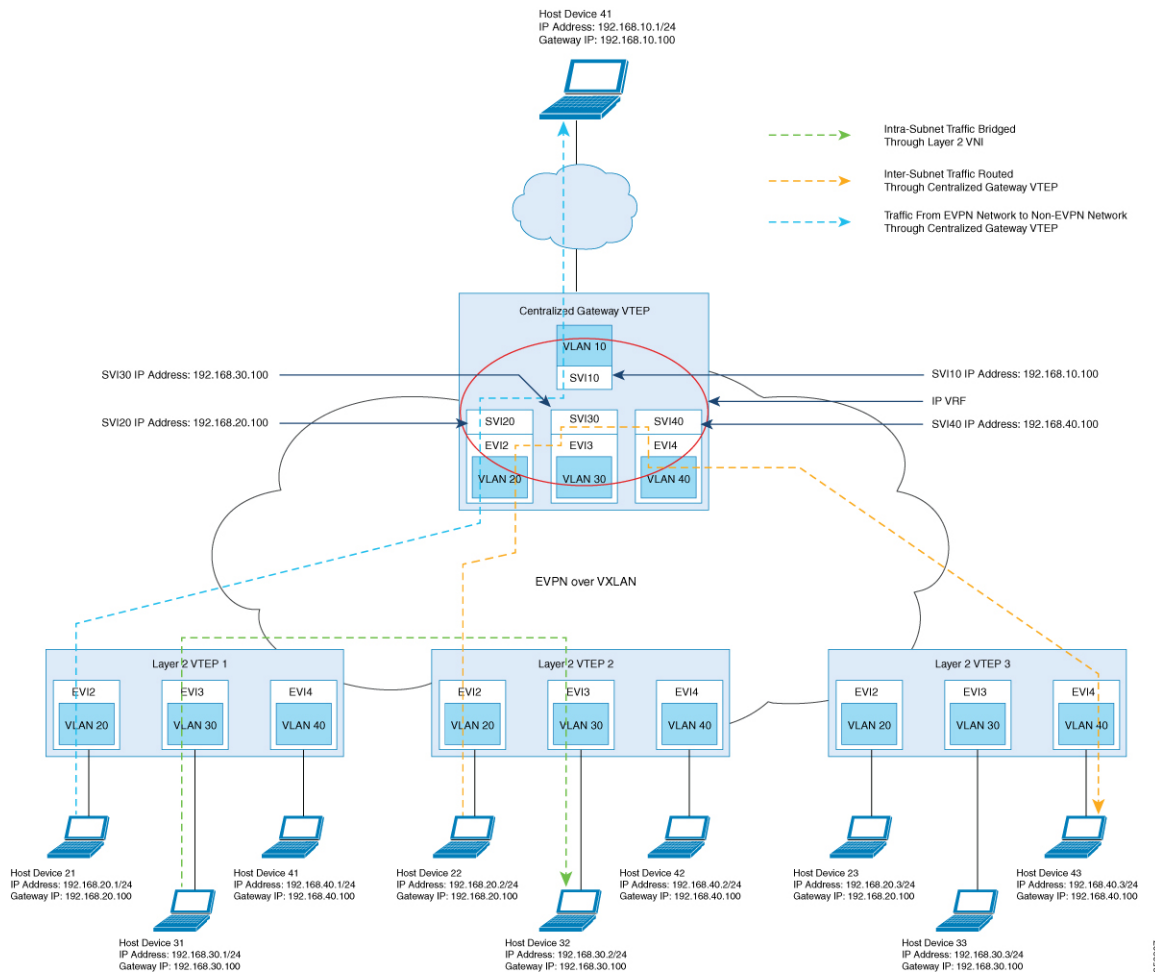 Host Device 41
IP Address: 192.168.10.1/24
Gateway IP: 192.168.10.100
Intra-Subnet Traffic Bridged
Through Layer 2 VNI
Inter-Subnet Traffic Routed
Through Centralized Gateway VTEP
Traffic From EVPN Network to Non-EVPN Network
Through Centralized Gateway VTEP
Centralized Gateway VTEP
VLAN 10
SVI10
SVI30 IP Address: 192.168.30.100
SVI10 IP Address: 192.168.10.100
IP VRF
SVI20 IP Address: 192.168.20.100
SVI40 IP Address: 192.168.40.100
SVI20
SVI30
SVI40
EVI2
EVI3
EVI4
VLAN 20
VLAN 30
VLAN 40
EVPN over VXLAN
Layer 2 VTEP 1
EVI2
EVI3
EVI4
VLAN 20
VLAN 30
VLAN 40
Layer 2 VTEP 2
EVI2
EVI3
EVI4
VLAN 20
VLAN 30
VLAN 40
Layer 2 VTEP 3
EVI2
EVI3
EVI4
VLAN 20
VLAN 30
VLAN 40
Host Device 21
IP Address: 192.168.20.1/24
Gateway IP: 192.168.20.100
Host Device 41
IP Address: 192.168.40.1/24
Gateway IP: 192.168.40.100
Host Device 22
IP Address: 192.168.20.2/24
Gateway IP: 192.168.20.100
Host Device 42
IP Address: 192.168.40.2/24
Gateway IP: 192.168.40.100
Host Device 23
IP Address: 192.168.20.3/24
Gateway IP: 192.168.20.100
Host Device 43
IP Address: 192.168.40.3/24
Gateway IP: 192.168.40.100
Host Device 31
IP Address: 192.168.30.1/24
Gateway IP: 192.168.30.100
Host Device 32
IP Address: 192.168.30.2/24
Gateway IP: 192.168.30.100
Host Device 33
IP Address: 192.168.30.3/24
Gateway IP: 192.168.30.100